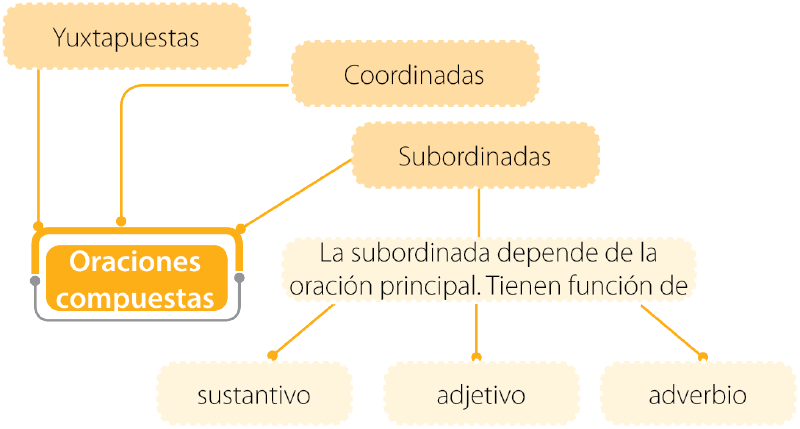 Yuxtapuestas
Coordinadas
Subordinadas
Oraciones
compuestas
La subordinada depende de la
oración principal. Tienen función de
sustantivo
adjetivo
adverbio